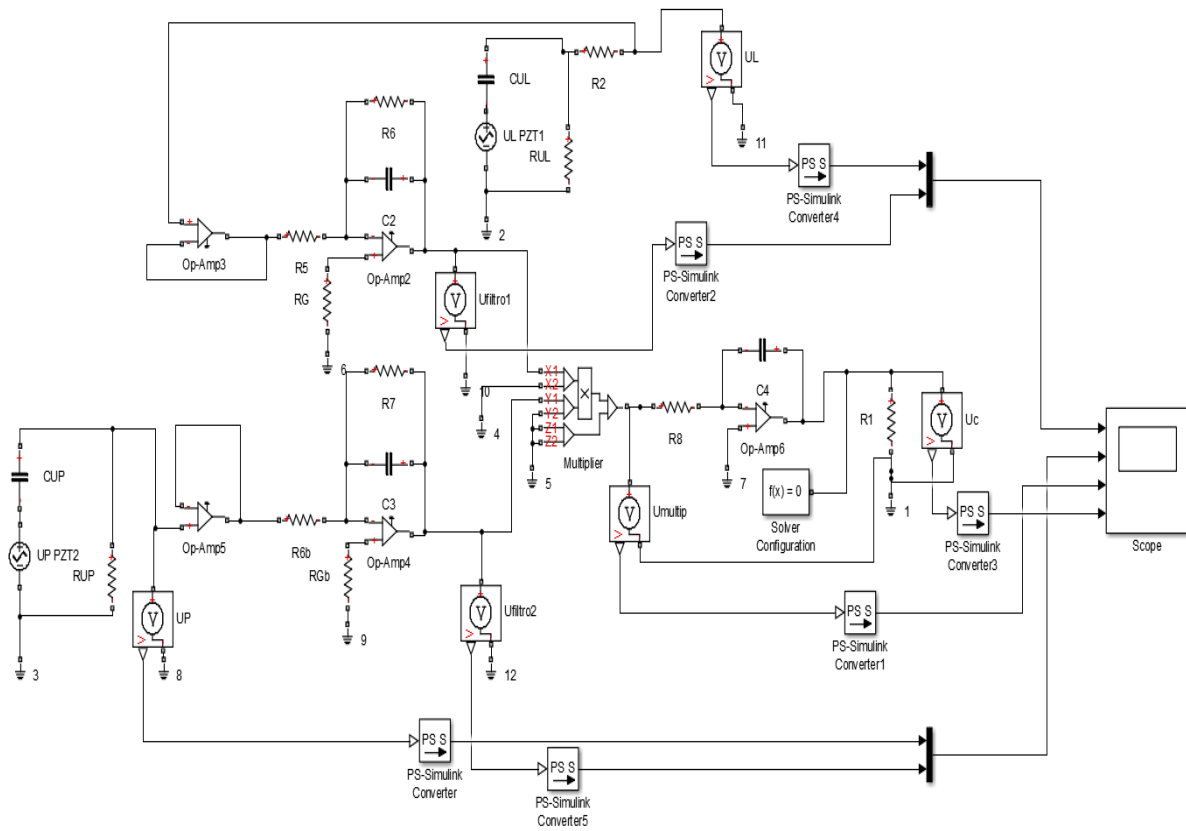 CUL
R2
V
UL
UL PZT1
RUL
2
11
R6
C2
Op-Amp3
R5
Op-Amp2
RG
6
V
Ufiltro1
10
PS S
PS-Simulink
Converter4
PS S
PS-Simulink
Converter2
R7
C3
CUP
UP PZT2
RUP
3
Op-Amp5
R6b
Op-Amp4
RGb
9
V
UP
8
V
Ufiltro2
12
X1
X2
Y1
Y2
Z1
Z2
X
Multiplier
4
5
R8
C4
Op-Amp6
7
V
Umultip
f(x) = 0
Solver
Configuration
R1
1
V
Uc
PS S
PS-Simulink
Converter3
Scope
PS S
PS-Simulink
Converter1
PS S
PS-Simulink
Converter
PS S
PS-Simulink
Converter5